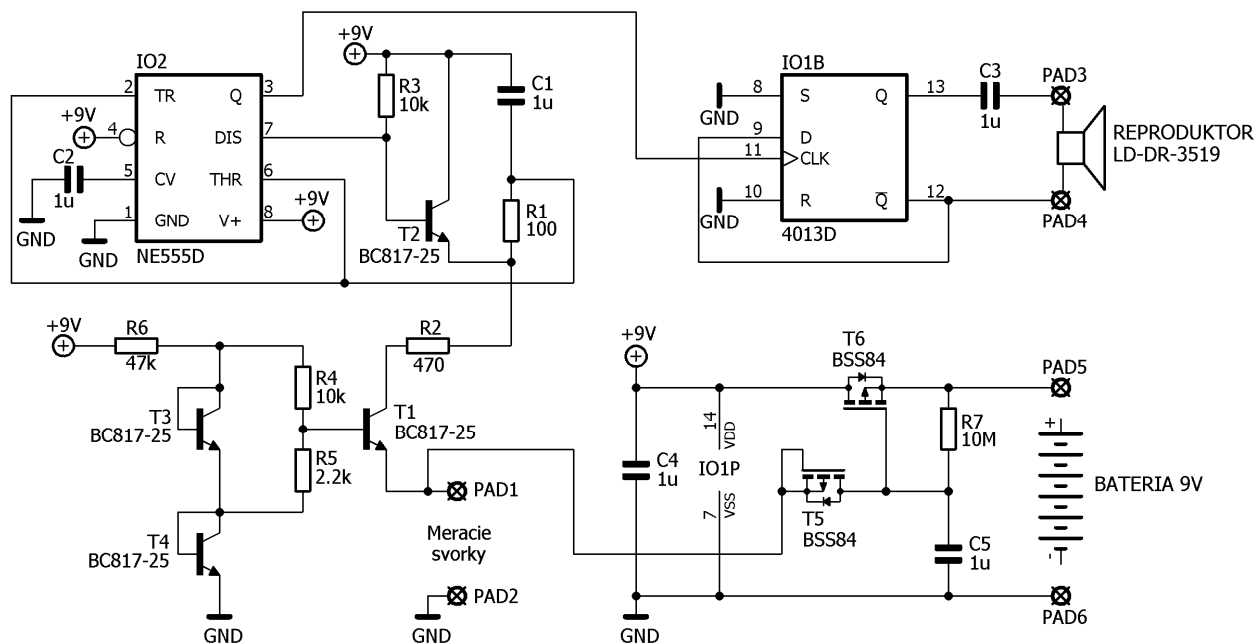 IO2
2
TR
Q
3
+9V
4
R
DIS
7
C2
1u
5
CV
THR
6
GND
1
GND
V+
8
+9V
GND
NE555D
+9V
R3
10k
C1
1u
T2
BC817-25
R1
100
IO1B
8
S
Q
13
GND
9
D
11
CLK
10
R
Q
12
GND
4013D
C3
1u
PAD3
REPRODUKTOR
LD-DR-3519
PAD4
+9V
R6
47k
R2
470
R4
10k
T3
BC817-25
T1
BC817-25
R5
2.2k
PAD1
T4
BC817-25
Meracie
svorky
PAD2
GND
GND
+9V
T6
BSS84
PAD5
14
VDD
R7
10M
C4
1u
IO1P
7
VSS
+
BATERIA 9V
-
T5
BSS84
C5
1u
GND
PAD6